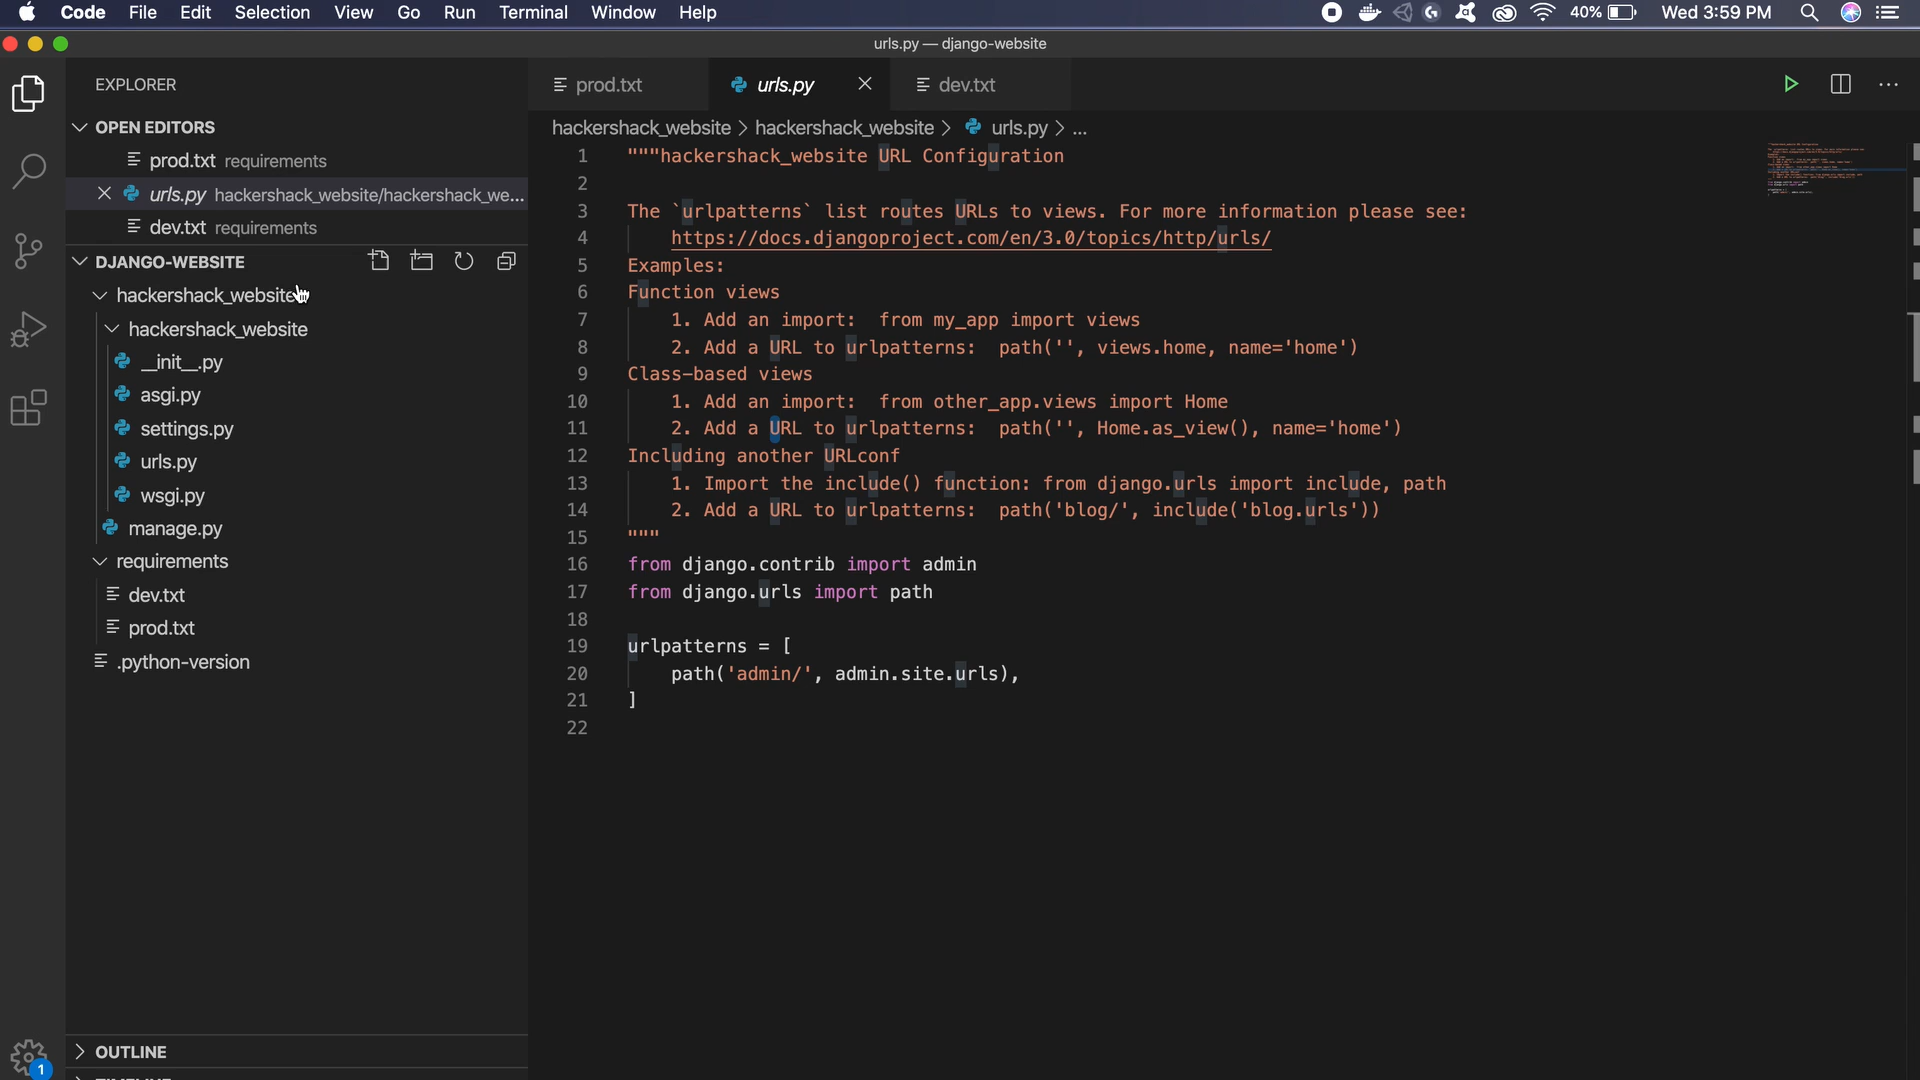 Code File Edit Selection View Go Run Terminal Window Help 40% Wed 3:59 PM
urls.py — django-website
EXPLORER
OPEN EDITORS
prod.txt requirements
urls.py hackershack_website/hackershack_we...
dev.txt requirements
DJANGO-WEBSITE
hackershack_website
hackershack_website
__init__.py
asgi.py
settings.py
urls.py
wsgi.py
manage.py
requirements
dev.txt
prod.txt
.python-version
OUTLINE
1
prod.txt urls.py dev.txt
hackershack_website > hackershack_website > urls.py > ...
1 """hackershack_website URL Configuration
2
3 The `urlpatterns` list routes URLs to views. For more information please see:
4 https://docs.djangoproject.com/en/3.0/topics/http/urls/
5 Examples:
6 Function views
7 1. Add an import:  from my_app import views
8 2. Add a URL to urlpatterns:  path('', views.home, name='home')
9 Class-based views
10 1. Add an import:  from other_app.views import Home
11 2. Add a URL to urlpatterns:  path('', Home.as_view(), name='home')
12 Including another URLconf
13 1. Import the include() function: from django.urls import include, path
14 2. Add a URL to urlpatterns:  path('blog/', include('blog.urls'))
15 """
16 from django.contrib import admin
17 from django.urls import path
18
19 urlpatterns = [
20 path('admin/', admin.site.urls),
21 ]
22